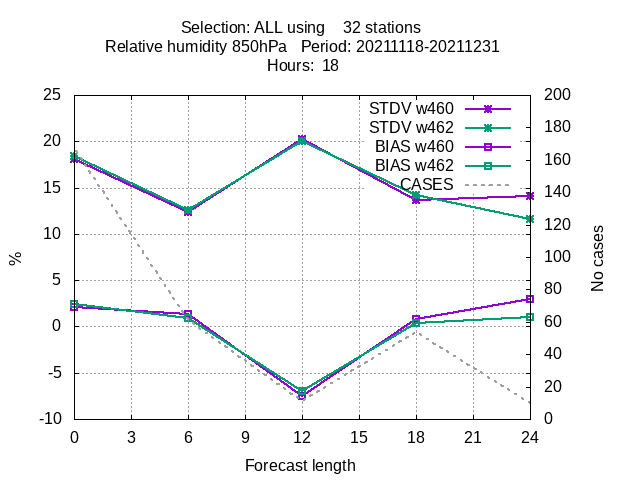 Selection: ALL using    32 stations
Relative humidity 850hPa   Period: 20211118-20211231
Hours:  18
STDV w460
STDV w462
BIAS w460
BIAS w462
CASES
25
20
15
10
5
0
-5
-10
200
180
160
140
120
100
80
60
40
20
0
%
No cases
0 3 6 9 12 15 18 21 24
Forecast length